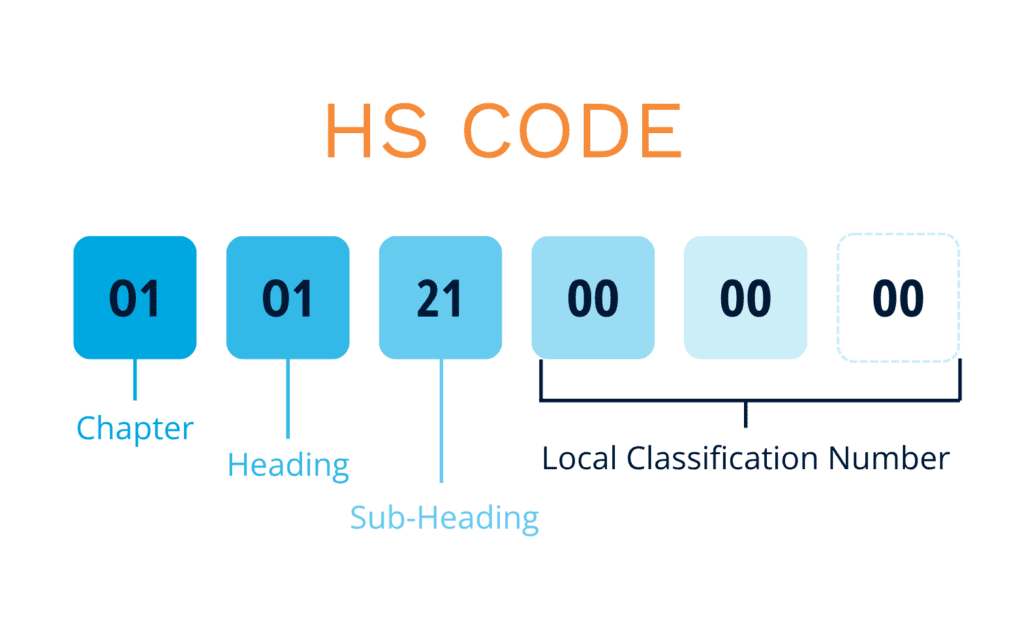 HS CODE
01 01 21 00 00 00
Chapter
Heading
Local Classification Number
Sub-Heading